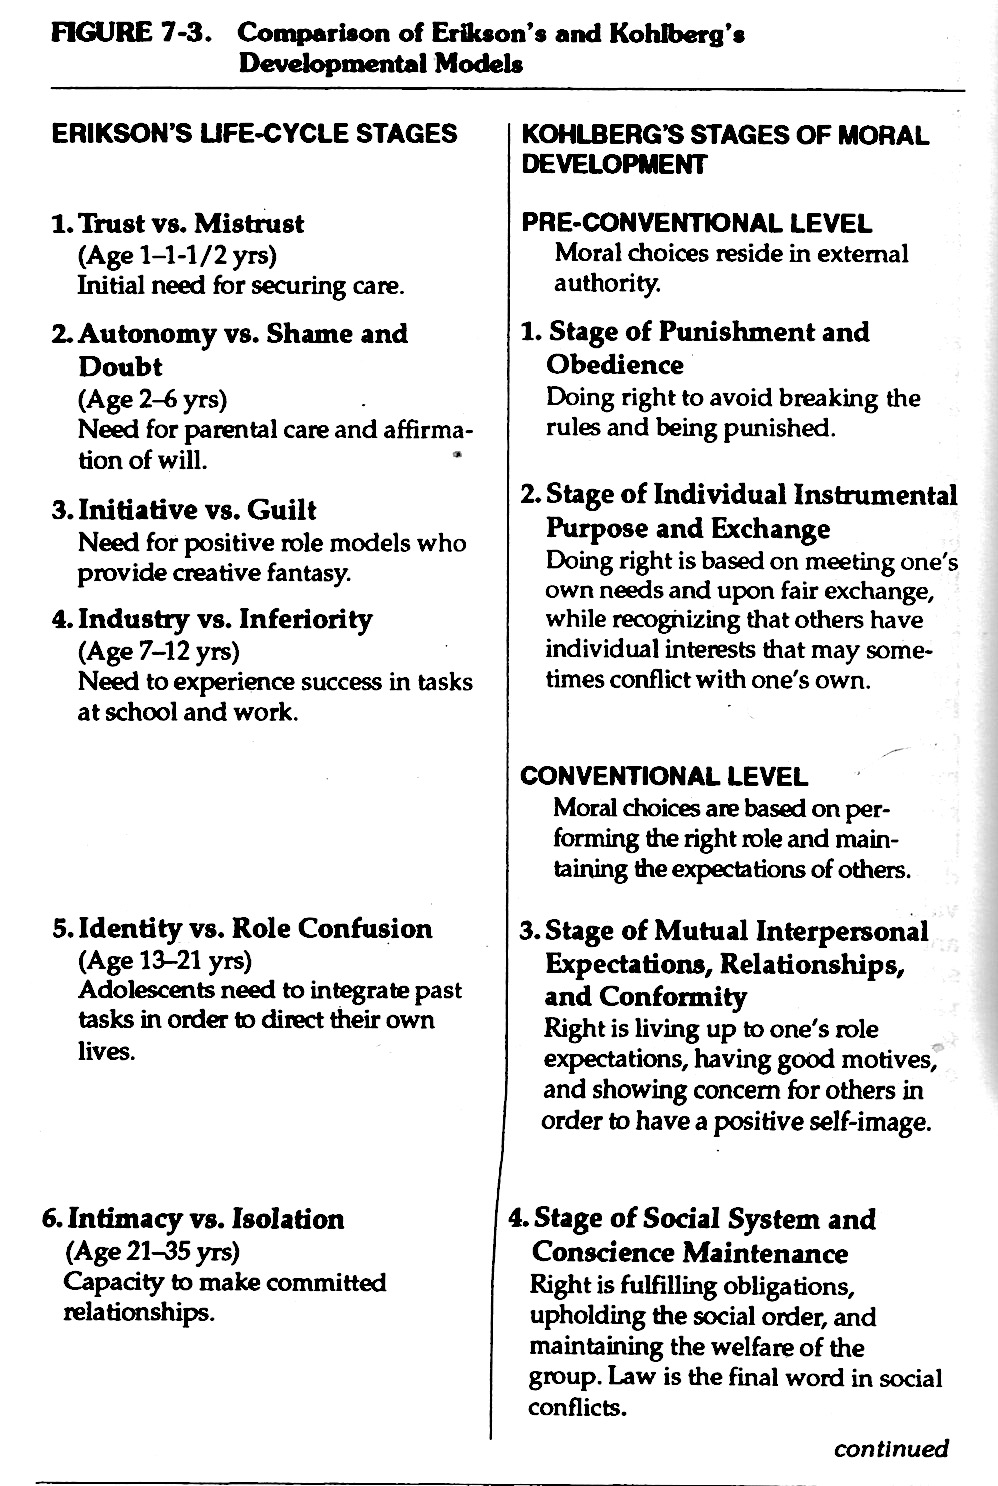 FIGURE 7-3. Comparison of Erikson's and Kohlberg's
Developmental Models
ERIKSON'S LIFE-CYCLE STAGES
1. Trust vs. Mistrust
(Age 1–1-1/2 yrs)
Initial need for securing care.
2. Autonomy vs. Shame and
Doubt
(Age 2–6 yrs)
Need for parental care and affirma-
tion of will.
3. Initiative vs. Guilt
Need for positive role models who
provide creative fantasy.
4. Industry vs. Inferiority
(Age 7–12 yrs)
Need to experience success in tasks
at school and work.
5. Identity vs. Role Confusion
(Age 13–21 yrs)
Adolescents need to integrate past
tasks in order to direct their own
lives.
6. Intimacy vs. Isolation
(Age 21–35 yrs)
Capacity to make committed
relationships.
KOHLBERG'S STAGES OF MORAL
DEVELOPMENT
PRE-CONVENTIONAL LEVEL
Moral choices reside in external
authority.
1. Stage of Punishment and
Obedience
Doing right to avoid breaking the
rules and being punished.
2. Stage of Individual Instrumental
Purpose and Exchange
Doing right is based on meeting one's
own needs and upon fair exchange,
while recognizing that others have
individual interests that may some-
times conflict with one's own.
CONVENTIONAL LEVEL
Moral choices are based on per-
forming the right role and main-
taining the expectations of others.
3. Stage of Mutual Interpersonal
Expectations, Relationships,
and Conformity
Right is living up to one's role
expectations, having good motives,
and showing concern for others in
order to have a positive self-image.
4. Stage of Social System and
Conscience Maintenance
Right is fulfilling obligations,
upholding the social order, and
maintaining the welfare of the
group. Law is the final word in social
conflicts.
continued